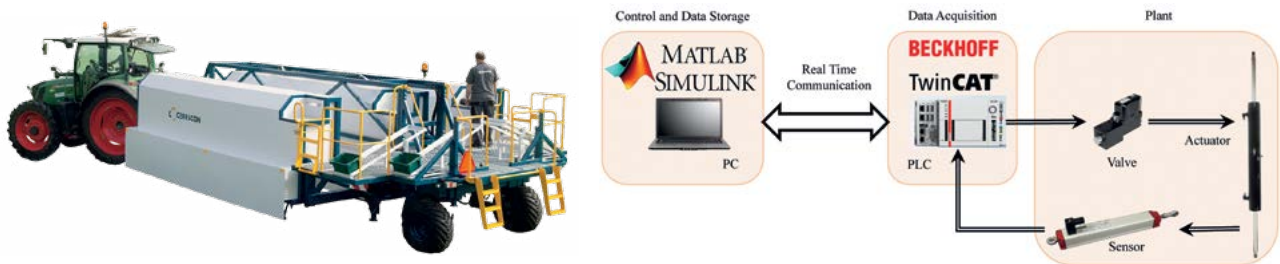 CORRACON
Control and Data Storage
Data Acquisition
Plant
MATLAB
SIMULINK®
BECKHOFF
TwinCAT®
Real Time
Communication
PC
PLC
Valve
Actuator
Sensor